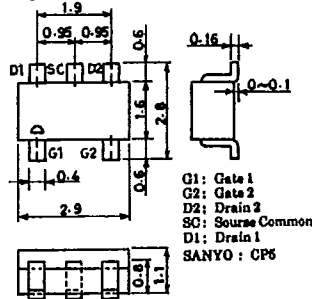 1.9
0.95 0.95
D1 SC D2
0.6
1.6
2.8
0.6
G1 G2
0.4
2.9
0.16
0~0.1
G1: Gate 1
G2: Gate 2
D2: Drain 2
SC: Sourse Common
D1: Drain 1
SANYO : CP5
0.8
1.1